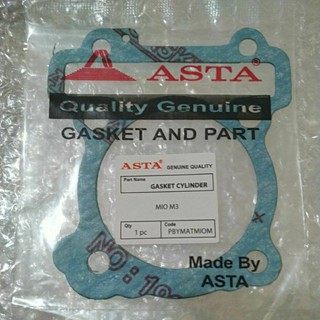 ASTA
Quality Genuine
GASKET AND PART
ASTA GENUINE QUALITY
Part Name
GASKET CYLINDER
MIO M3
Qty
1 pc
Code
PBYMATMIOM
NO:
Made By
ASTA